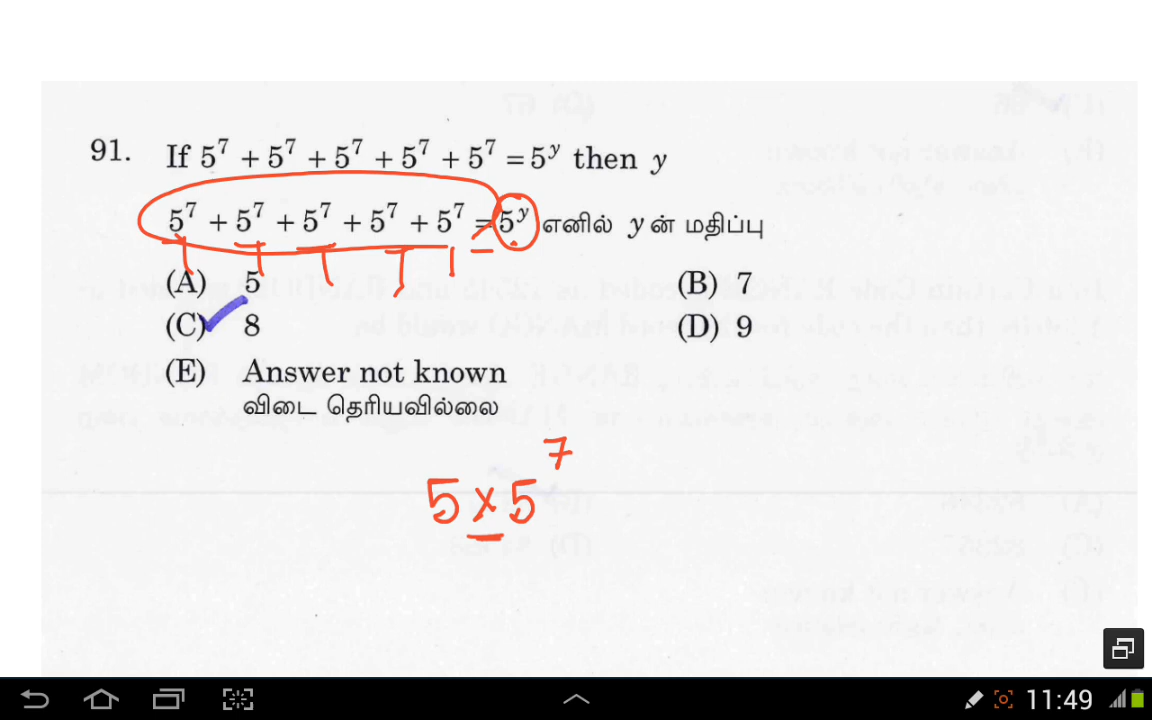 91. If 5⁷ + 5⁷ + 5⁷ + 5⁷ + 5⁷ = 5ʸ then y
5⁷ + 5⁷ + 5⁷ + 5⁷ + 5⁷ = 5ʸ எனில் y ன் மதிப்பு
(A) 5 (B) 7
(C) 8 (D) 9
(E) Answer not known
விடை தெரியவில்லை
5 × 5⁷
11:49